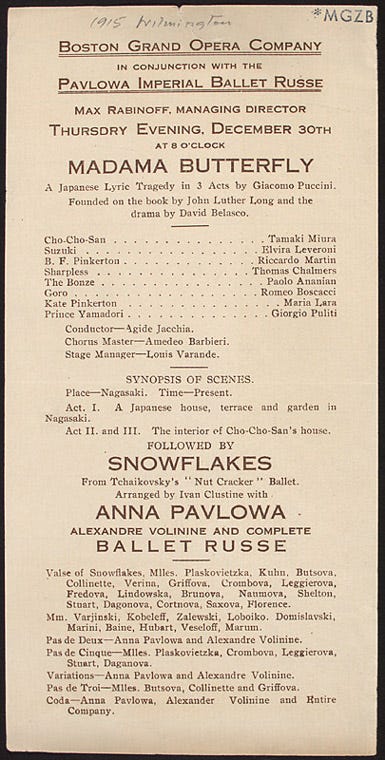 1915 Wilmington
*MGZB
BOSTON GRAND OPERA COMPANY
IN CONJUNCTION WITH THE
PAVLOWA IMPERIAL BALLET RUSSE
MAX RABINOFF, MANAGING DIRECTOR
THURSDRY EVENING, DECEMBER 30TH
AT 8 O'CLOCK
MADAMA BUTTERFLY
A Japanese Lyric Tragedy in 3 Acts by Giacomo Puccini.
Founded on the book by John Luther Long and the
drama by David Belasco.
Cho-Cho-San . . . . . . . . . . . . . . Tamaki Miura
Suzuki . . . . . . . . . . . . . . . . Elvira Leveroni
B. F. Pinkerton . . . . . . . . . . . . Riccardo Martin
Sharpless . . . . . . . . . . . . . . Thomas Chalmers
The Bonze . . . . . . . . . . . . . . . Paolo Ananian
Goro . . . . . . . . . . . . . . . . Romeo Boscacci
Kate Pinkerton . . . . . . . . . . . . . Maria Lara
Prince Yamadori . . . . . . . . . . . . Giorgio Puliti
Conductor—Agide Jacchia.
Chorus Master—Amedeo Barbieri.
Stage Manager—Louis Varande.
SYNOPSIS OF SCENES.
Place—Nagasaki. Time—Present.
Act. I. A Japanese house, terrace and garden in
Nagasaki.
Act II. and III. The interior of Cho-Cho-San's house.
FOLLOWED BY
SNOWFLAKES
From Tchaikovsky's "Nut Cracker" Ballet.
Arranged by Ivan Clustine with
ANNA PAVLOWA
ALEXANDRE VOLININE AND COMPLETE
BALLET RUSSE
Valse of Snowflakes, Mlles. Plaskovietzka, Kuhn, Butsova,
Collinette, Verina, Griffova, Crombova, Leggierova,
Fredova, Lindowska, Brunova, Naumova, Shelton,
Stuart, Dagonova, Cortnova, Saxova, Florence.
Mm. Varjinski, Kobeleff, Zalewski, Loboiko. Domislavski,
Marini, Baine, Hubart, Veseloff, Marum.
Pas de Deux—Anna Pavlowa and Alexandre Volinine.
Pas de Cinque—Mlles. Plaskovietzka, Crombova, Leggierova,
Stuart, Daganova.
Variations—Anna Pavlowa and Alexandre Volinine.
Pas de Troi—Mlles. Butsova, Collinette and Griffova.
Coda—Anna Pavlowa, Alexander Volinine and Entire
Company.